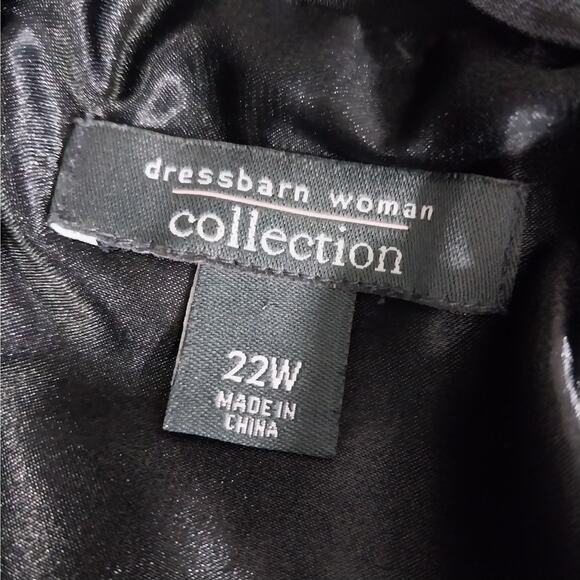 dressbarn woman
collection
22W
MADE IN
CHINA